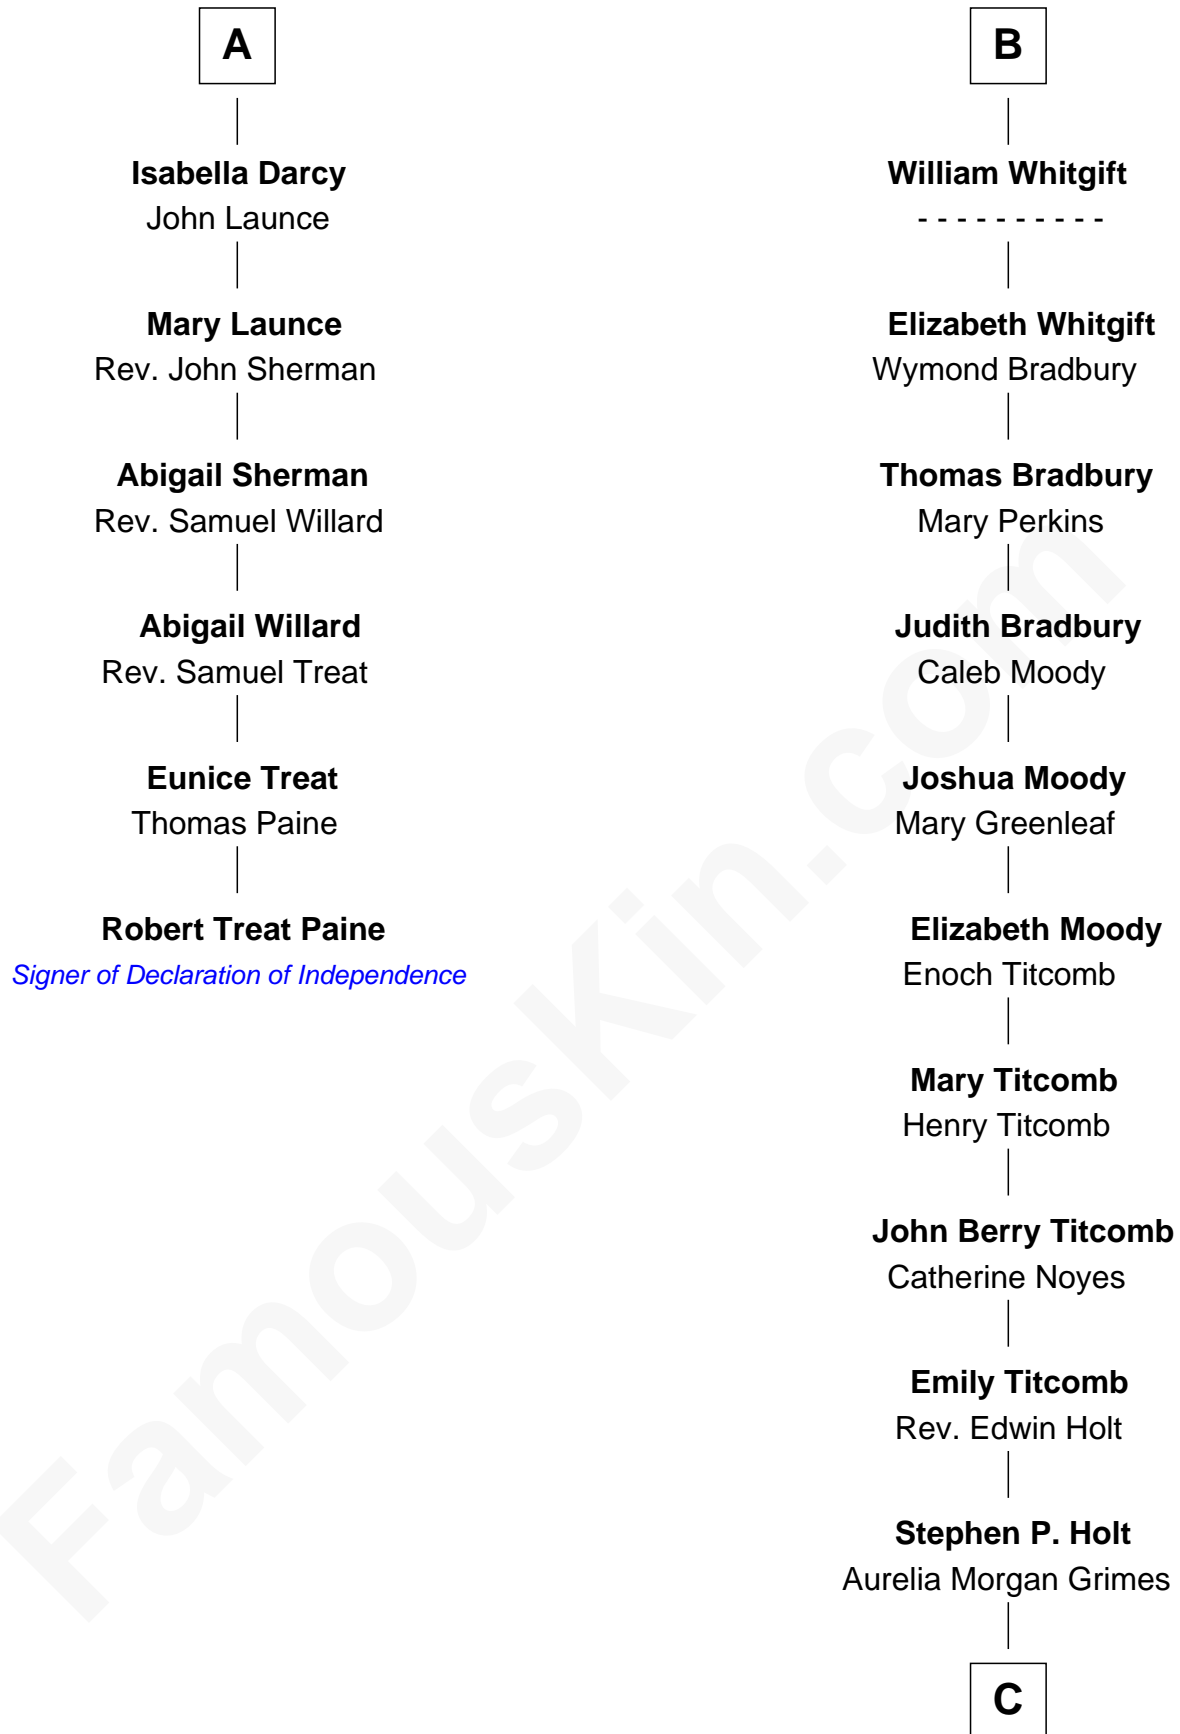 A
Isabella Darcy
John Launce
Mary Launce
Rev. John Sherman
Abigail Sherman
Rev. Samuel Willard
Abigail Willard
Rev. Samuel Treat
Eunice Treat
Thomas Paine
Robert Treat Paine
Signer of Declaration of Independence
B
William Whitgift
- - - - - - - - - -
Elizabeth Whitgift
Wymond Bradbury
Thomas Bradbury
Mary Perkins
Judith Bradbury
Caleb Moody
Joshua Moody
Mary Greenleaf
Elizabeth Moody
Enoch Titcomb
Mary Titcomb
Henry Titcomb
John Berry Titcomb
Catherine Noyes
Emily Titcomb
Rev. Edwin Holt
Stephen P. Holt
Aurelia Morgan Grimes
C
FamousKin.com